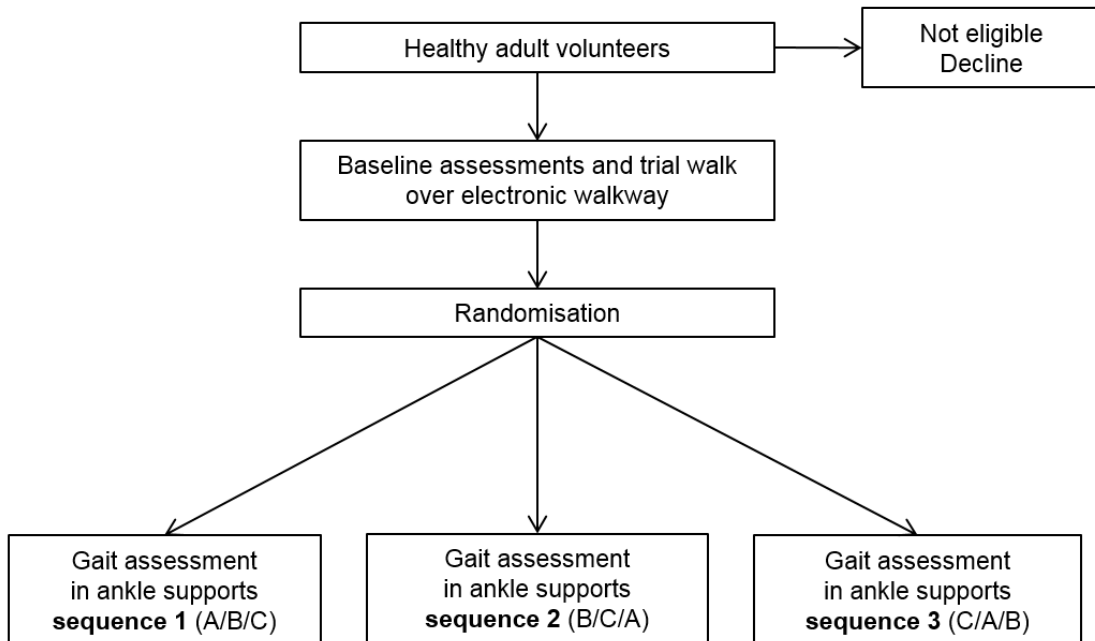 Healthy adult volunteers
Not eligible
Decline
Baseline assessments and trial walk
over electronic walkway
Randomisation
Gait assessment
in ankle supports
sequence 1 (A/B/C)
Gait assessment
in ankle supports
sequence 2 (B/C/A)
Gait assessment
in ankle supports
sequence 3 (C/A/B)